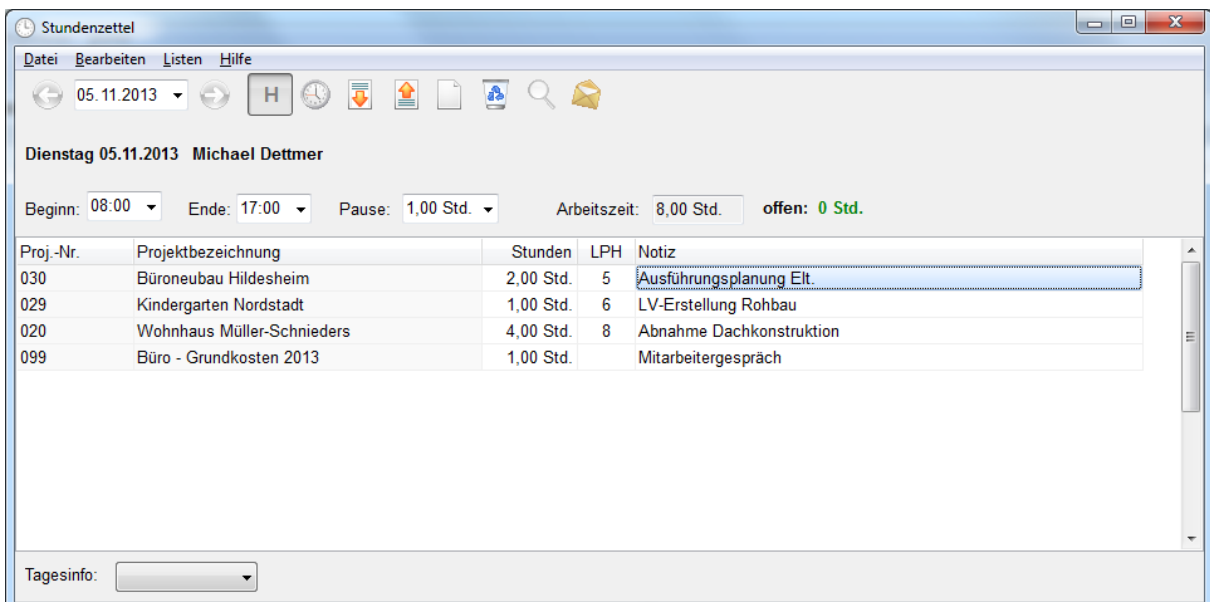 Stundenzettel
Datei Bearbeiten Listen Hilfe
05.11.2013 H
Dienstag 05.11.2013 Michael Dettmer
Beginn: 08:00 Ende: 17:00 Pause: 1,00 Std. Arbeitszeit: 8,00 Std. offen: 0 Std.
Proj.-Nr. Projektbezeichnung Stunden LPH Notiz
030 Büroneubau Hildesheim 2,00 Std. 5 Ausführungsplanung Elt.
029 Kindergarten Nordstadt 1,00 Std. 6 LV-Erstellung Rohbau
020 Wohnhaus Müller-Schnieders 4,00 Std. 8 Abnahme Dachkonstruktion
099 Büro - Grundkosten 2013 1,00 Std. Mitarbeitergespräch
Tagesinfo: